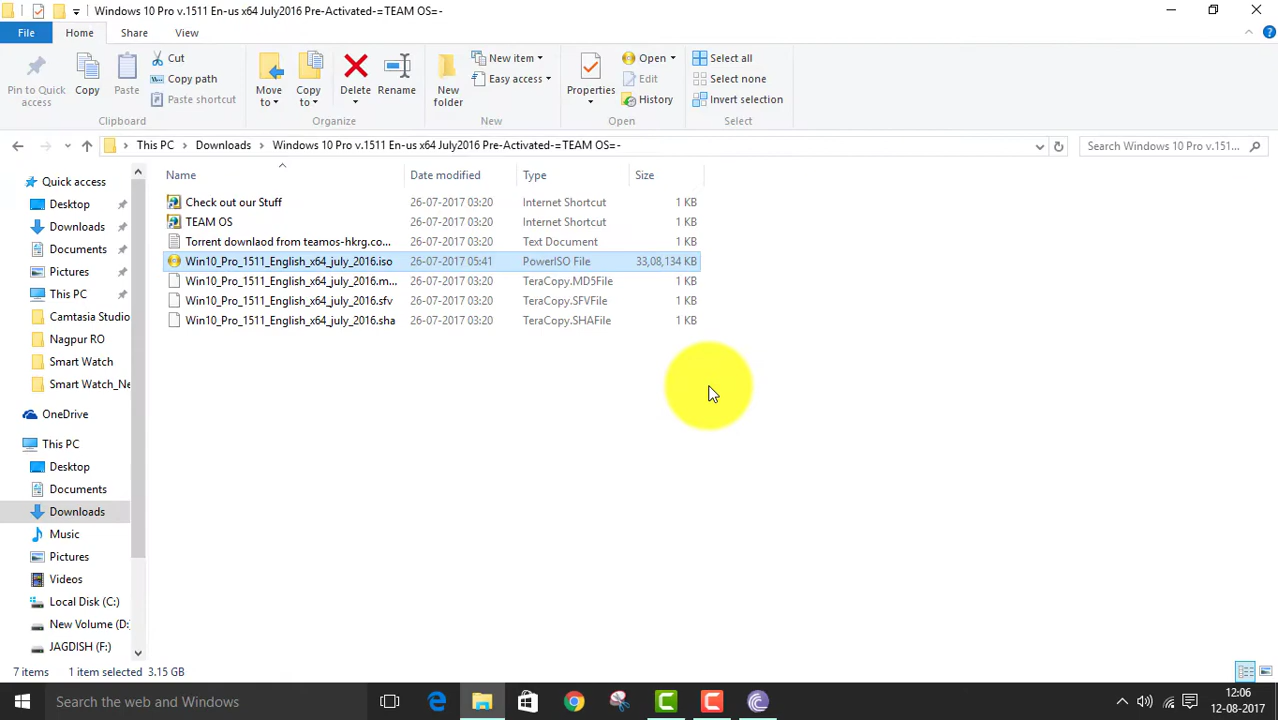 Windows 10 Pro v.1511 En-us x64 July2016 Pre-Activated-=TEAM OS=-
File Home Share View
Pin to Quick access
Copy
Paste
Cut
Copy path
Paste shortcut
Move to
Copy to
Delete
Rename
New folder
New item
Easy access
Properties
Open
Edit
History
Select all
Select none
Invert selection
Clipboard Organize New Open Select
This PC Downloads Windows 10 Pro v.1511 En-us x64 July2016 Pre-Activated-=TEAM OS=-
Search Windows 10 Pro v.151...
Name Date modified Type Size
Check out our Stuff 26-07-2017 03:20 Internet Shortcut 1 KB
TEAM OS 26-07-2017 03:20 Internet Shortcut 1 KB
Torrent downlaod from teamos-hkrg.co... 26-07-2017 03:20 Text Document 1 KB
Win10_Pro_1511_English_x64_july_2016.iso 26-07-2017 05:41 PowerISO File 33,08,134 KB
Win10_Pro_1511_English_x64_july_2016.m... 26-07-2017 03:20 TeraCopy.MD5File 1 KB
Win10_Pro_1511_English_x64_july_2016.sfv 26-07-2017 03:20 TeraCopy.SFVFile 1 KB
Win10_Pro_1511_English_x64_july_2016.sha 26-07-2017 03:20 TeraCopy.SHAFile 1 KB
Quick access
Desktop
Downloads
Documents
Pictures
This PC
Camtasia Studio
Nagpur RO
Smart Watch
Smart Watch_Ne
OneDrive
This PC
Desktop
Documents
Downloads
Music
Pictures
Videos
Local Disk (C:)
New Volume (D:
JAGDISH (F:)
7 items 1 item selected 3.15 GB
Search the web and Windows
12:06
12-08-2017